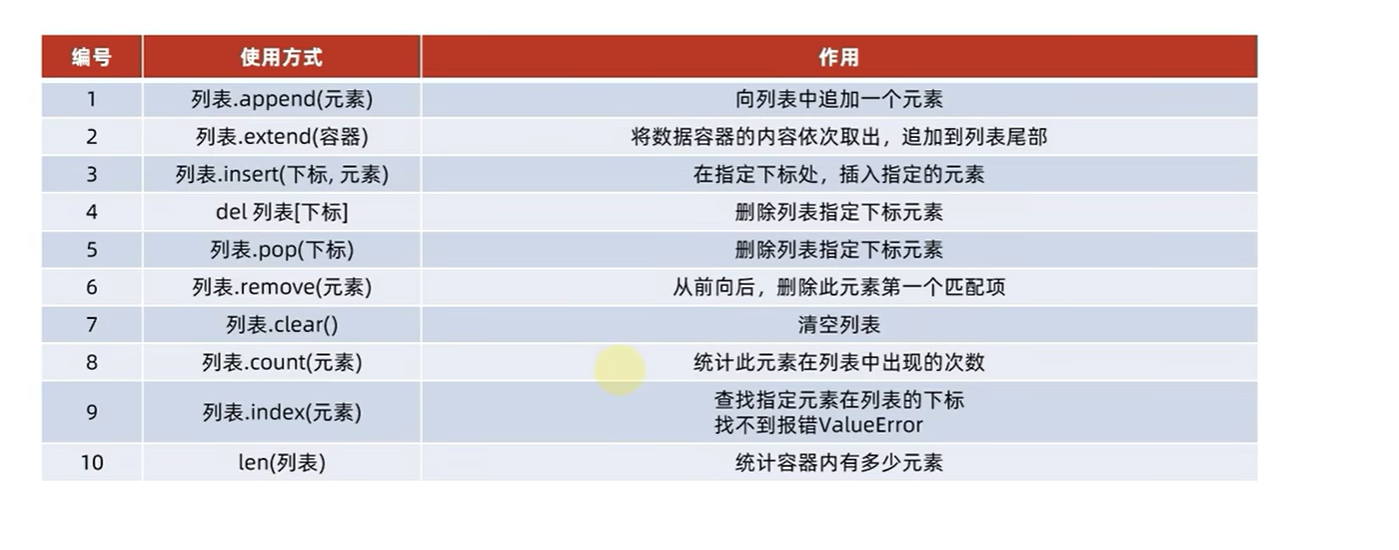 编号 使用方式 作用
1 列表.append(元素) 向列表中追加一个元素
2 列表.extend(容器) 将数据容器的内容依次取出，追加到列表尾部
3 列表.insert(下标, 元素) 在指定下标处，插入指定的元素
4 del 列表[下标] 删除列表指定下标元素
5 列表.pop(下标) 删除列表指定下标元素
6 列表.remove(元素) 从前向后，删除此元素第一个匹配项
7 列表.clear() 清空列表
8 列表.count(元素) 统计此元素在列表中出现的次数
9 列表.index(元素) 查找指定元素在列表的下标
找不到报错ValueError
10 len(列表) 统计容器内有多少元素